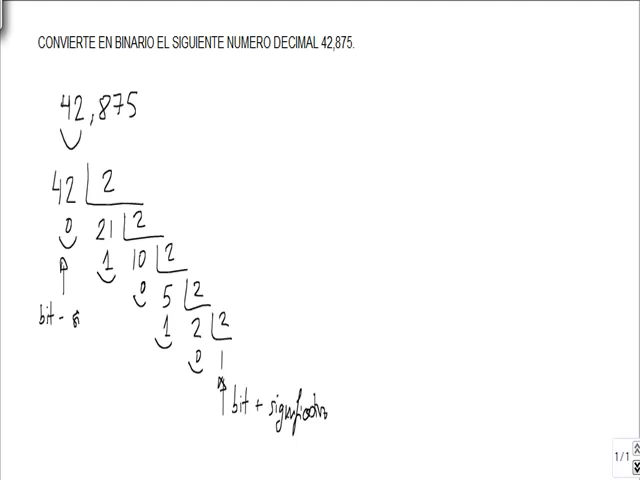 CONVIERTE EN BINARIO EL SIGUIENTE NUMERO DECIMAL 42,875.
42,875
42 2
0 21 2
1 10 2
0 5 2
1 2 2
0 1
bit -
bit + significativo
1/1